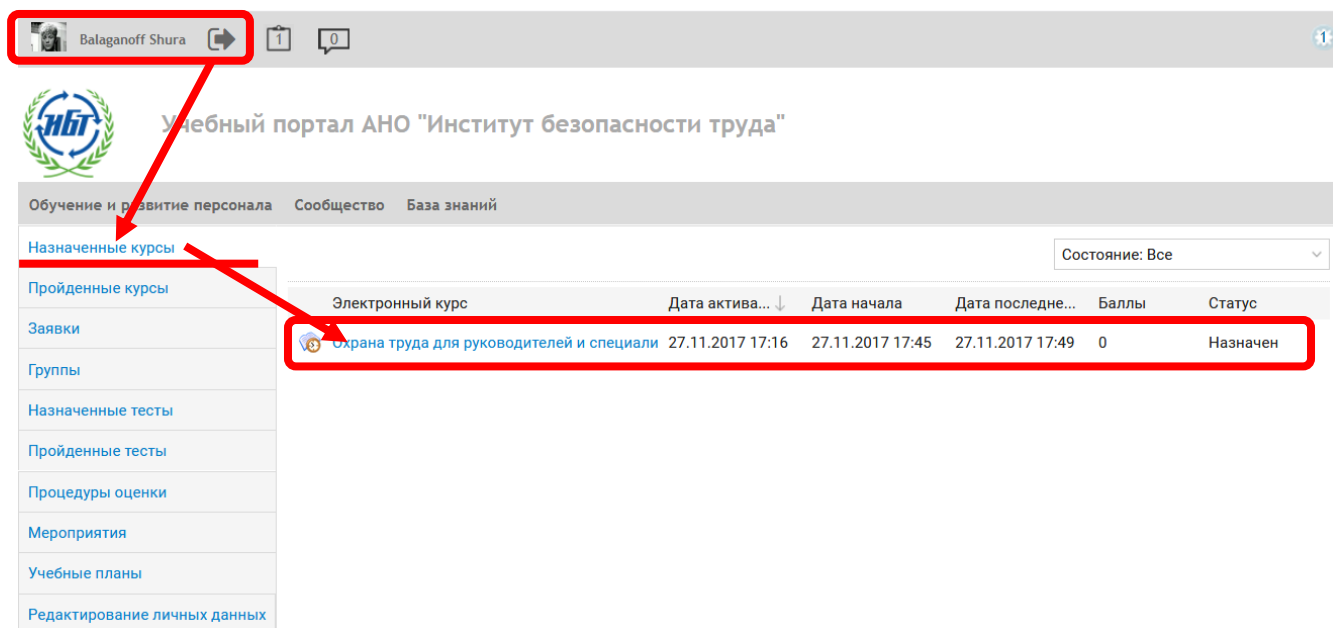 Balaganoff Shura 1 0 1
ИБТ
Учебный портал АНО "Институт безопасности труда"
Обучение и развитие персонала Сообщество База знаний
Назначенные курсы
Состояние: Все
Пройденные курсы
Электронный курс Дата актива... ↓ Дата начала Дата последне... Баллы Статус
Заявки
Охрана труда для руководителей и специали 27.11.2017 17:16 27.11.2017 17:45 27.11.2017 17:49 0 Назначен
Группы
Назначенные тесты
Пройденные тесты
Процедуры оценки
Мероприятия
Учебные планы
Редактирование личных данных